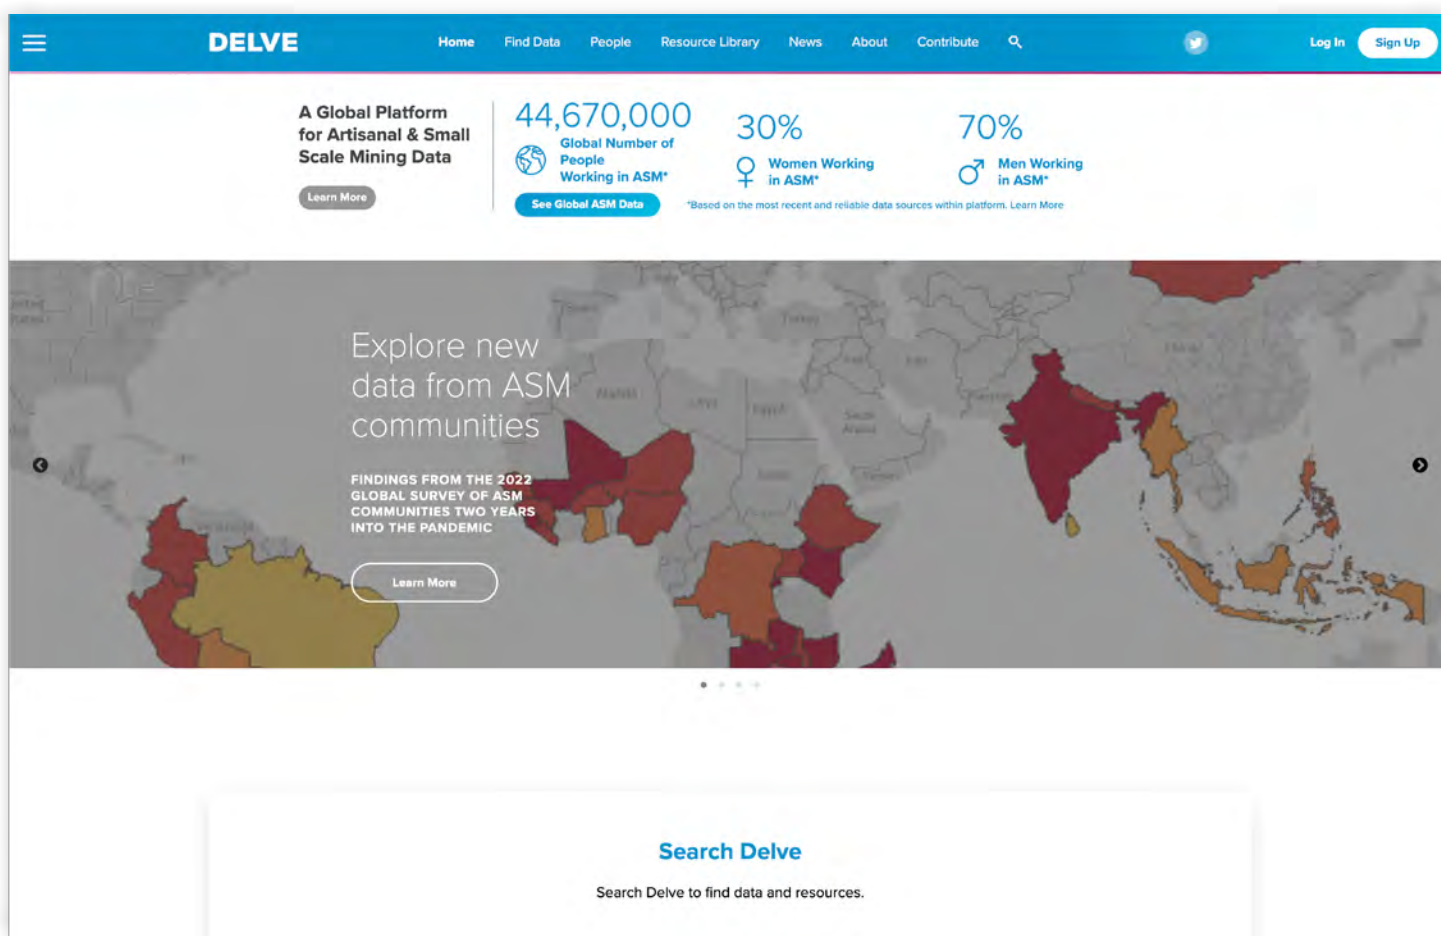 DELVE
Home Find Data People Resource Library News About Contribute
Log In Sign Up
A Global Platform
for Artisanal & Small
Scale Mining Data
Learn More
44,670,000
Global Number of
People
Working in ASM*
See Global ASM Data
30%
Women Working
in ASM*
70%
Men Working
in ASM*
*Based on the most recent and reliable data sources within platform. Learn More
Explore new
data from ASM
communities
FINDINGS FROM THE 2022
GLOBAL SURVEY OF ASM
COMMUNITIES TWO YEARS
INTO THE PANDEMIC
Learn More
Turkey
Saudi
Arabia
Search Delve
Search Delve to find data and resources.